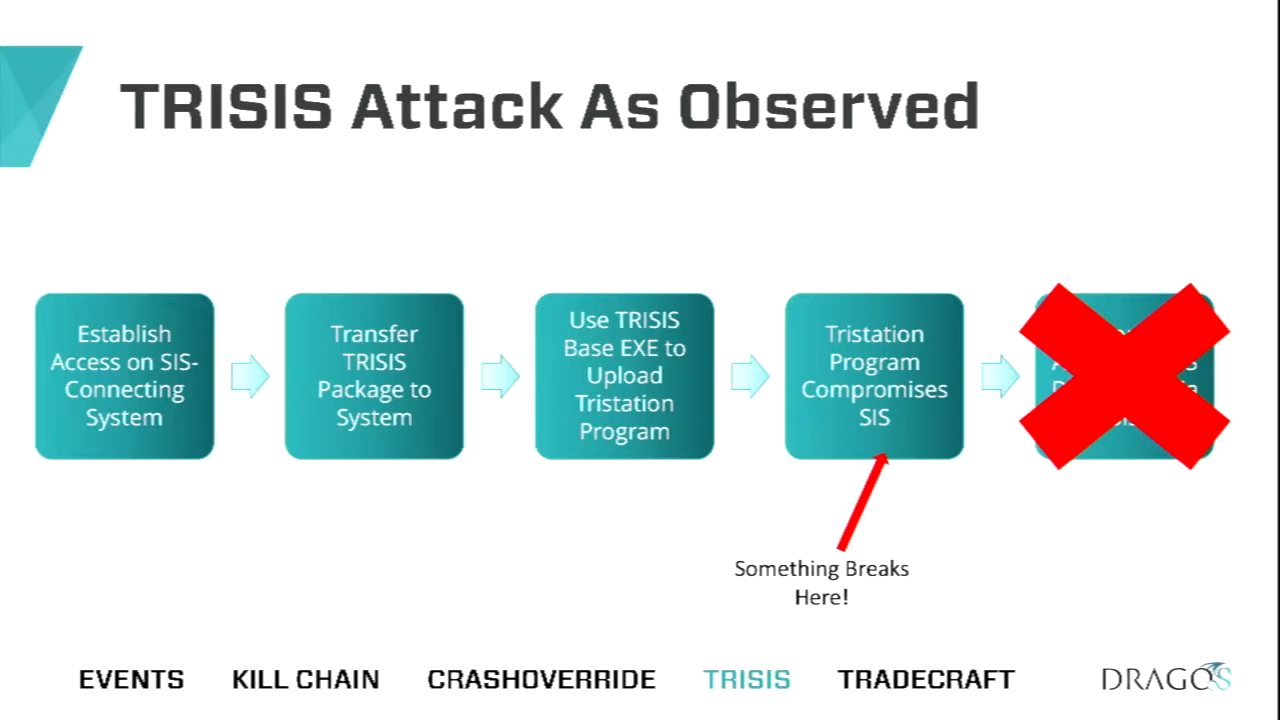 TRISIS Attack As Observed
Establish
Access on SIS-
Connecting
System
Transfer
TRISIS
Package to
System
Use TRISIS
Base EXE to
Upload
Tristation
Program
Tristation
Program
Compromises
SIS
Something Breaks
Here!
EVENTS KILL CHAIN CRASHOVERRIDE TRISIS TRADECRAFT DRAGOS